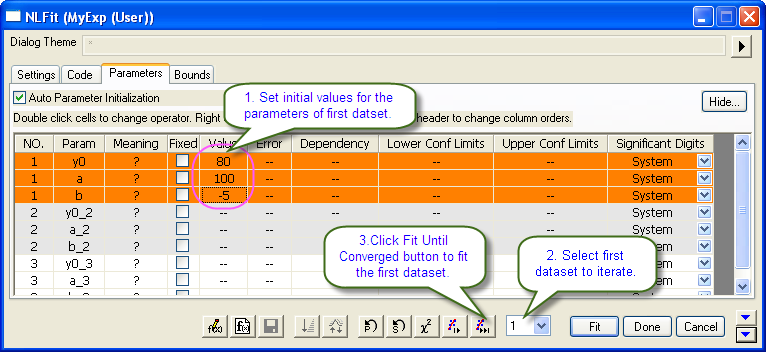 NLFit (MyExp (User))
Dialog Theme *
Settings Code Parameters Bounds
Auto Parameter Initialization
Hide...
Double click cells to change operator. Right
header to change column orders.
1. Set initial values for the
parameters of first datset.
NO. Param Meaning Fixed Value Error Dependency Lower Conf Limits Upper Conf Limits Significant Digits
1 y0 ? 80 -- -- -- -- System
1 a ? 100 -- -- -- -- System
1 b ? -5 -- -- -- -- System
2 y0_2 ? -- -- -- -- -- System
2 a_2 ? -- -- -- System
2 b_2 ? -- -- -- System
3 y0_3 ? -- -- -- System
3 a_3 ? -- -- -- System
3.Click Fit Until
Converged button to fit
the first dataset.
2. Select first
dataset to iterate.
1
Fit Done Cancel